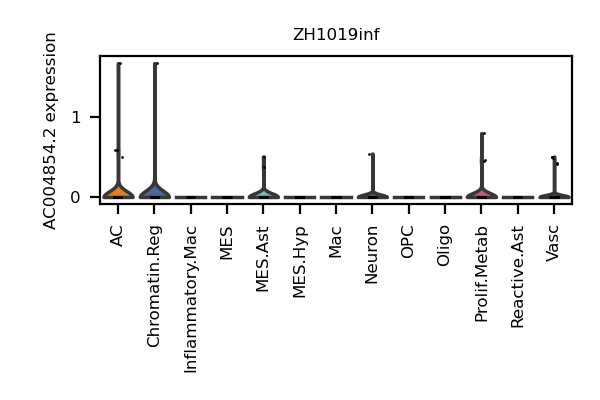 ZH1019inf
AC004854.2 expression
1
0
AC
Chromatin.Reg
Inflammatory.Mac
MES
MES.Ast
MES.Hyp
Mac
Neuron
OPC
Oligo
Prolif.Metab
Reactive.Ast
Vasc